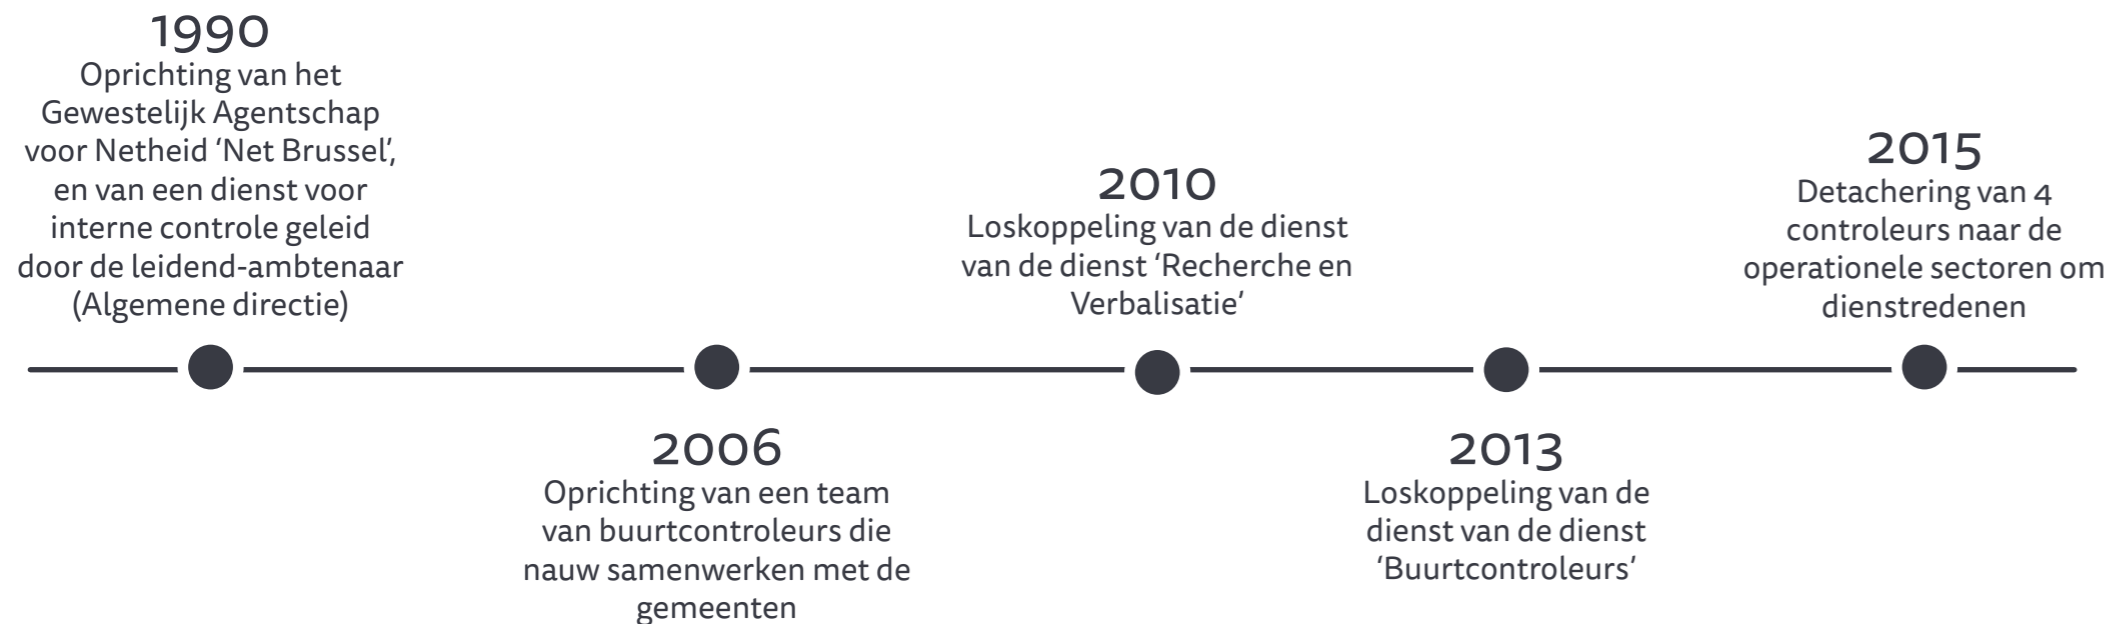 1990
Oprichting van het
Gewestelijk Agentschap
voor Netheid ‘Net Brussel’,
en van een dienst voor
interne controle geleid
door de leidend-ambtenaar
(Algemene directie)
2006
Oprichting van een team
van buurtcontroleurs die
nauw samenwerken met de
gemeenten
2010
Loskoppeling van de dienst
van de dienst ‘Recherche en
Verbalisatie’
2013
Loskoppeling van de
dienst van de dienst
‘Buurtcontroleurs’
2015
Detachering van 4
controleurs naar de
operationele sectoren om
dienstredenen